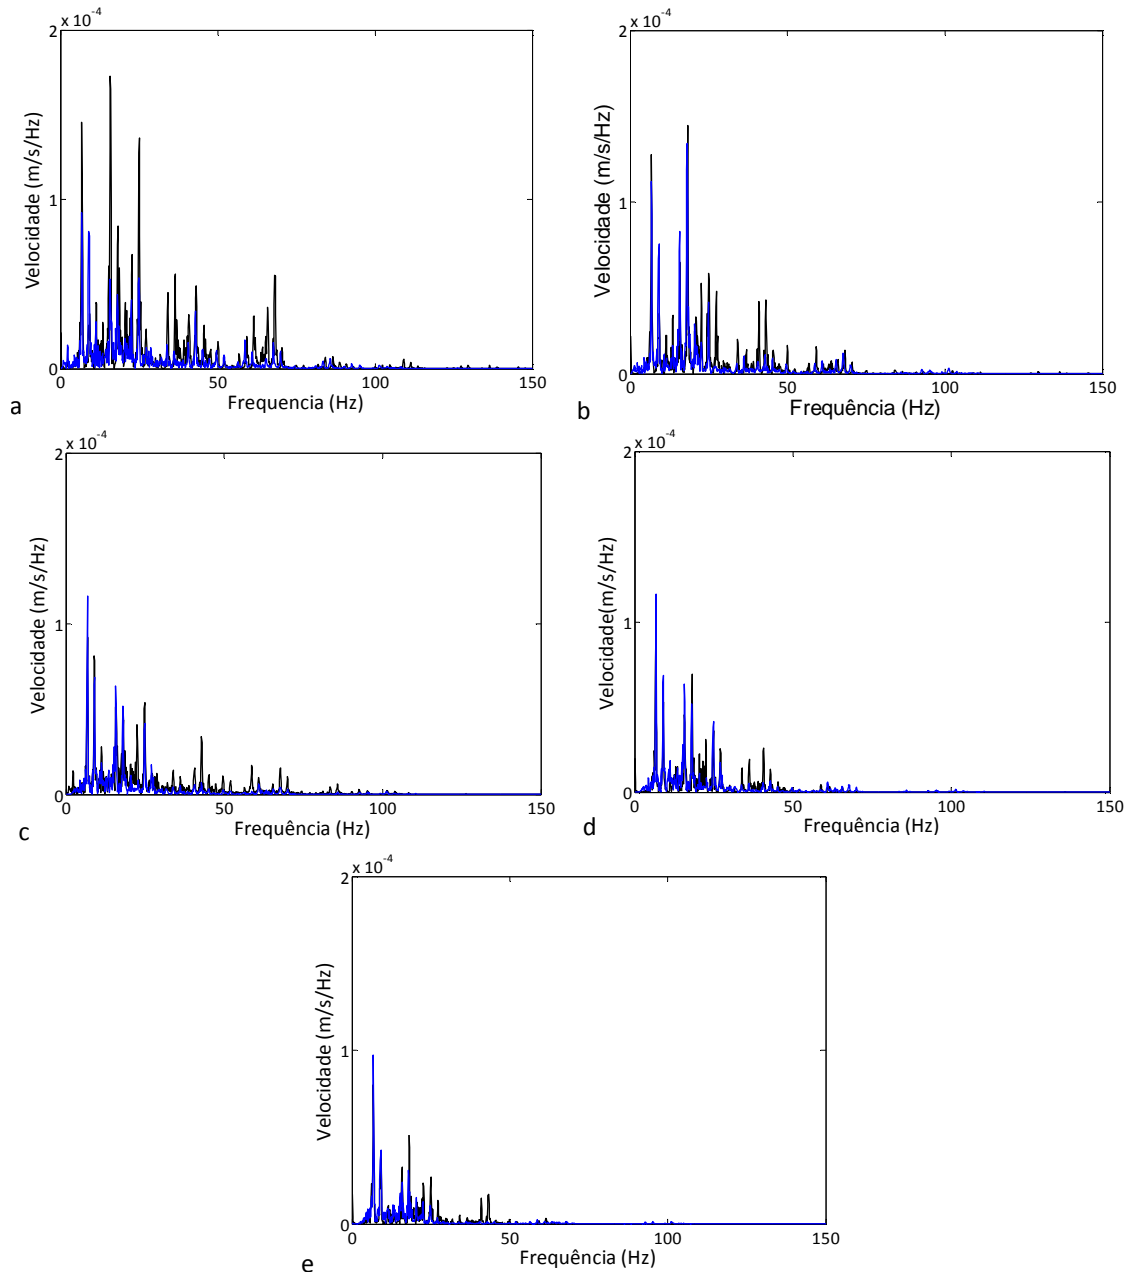 2 x 10⁻⁴
Velocidade (m/s/Hz)
1
0
0 50 100 150
Frequencia (Hz)
a
2 x 10⁻⁴
Velocidade (m/s/Hz)
1
0
0 50 100 150
Frequência (Hz)
b
2 x 10⁻⁴
Velocidade (m/s/Hz)
1
0
0 50 100 150
Frequência (Hz)
c
2 x 10⁻⁴
Velocidade(m/s/Hz)
1
0
0 50 100 150
Frequência (Hz)
d
2 x 10⁻⁴
Velocidade (m/s/Hz)
1
0
0 50 100 150
Frequência (Hz)
e